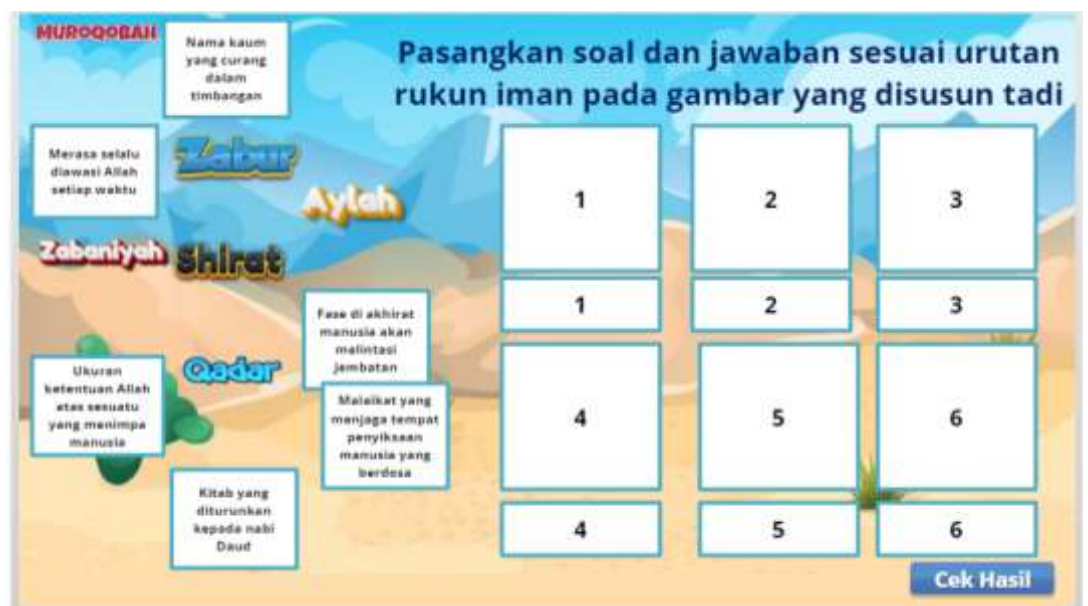 MUROQOBAH
Nama kaum
yang curang
dalam
timbangan
Pasangkan soal dan jawaban sesuai urutan
rukun iman pada gambar yang disusun tadi
Merasa selalu
diawasi Allah
setiap waktu
Zabur
Aylah
Zabaniyah
Shirat
1
2
3
1
2
3
Fase di akhirat
manusia akan
melintasi
jembatan
Ukuran
ketentuan Allah
atas sesuatu
yang menimpa
manusia
Qadar
Malaikat yang
menjaga tempat
penyiksaan
manusia yang
berdosa
4
5
6
Kitab yang
diturunkan
kepada nabi
Daud
4
5
6
Cek Hasil